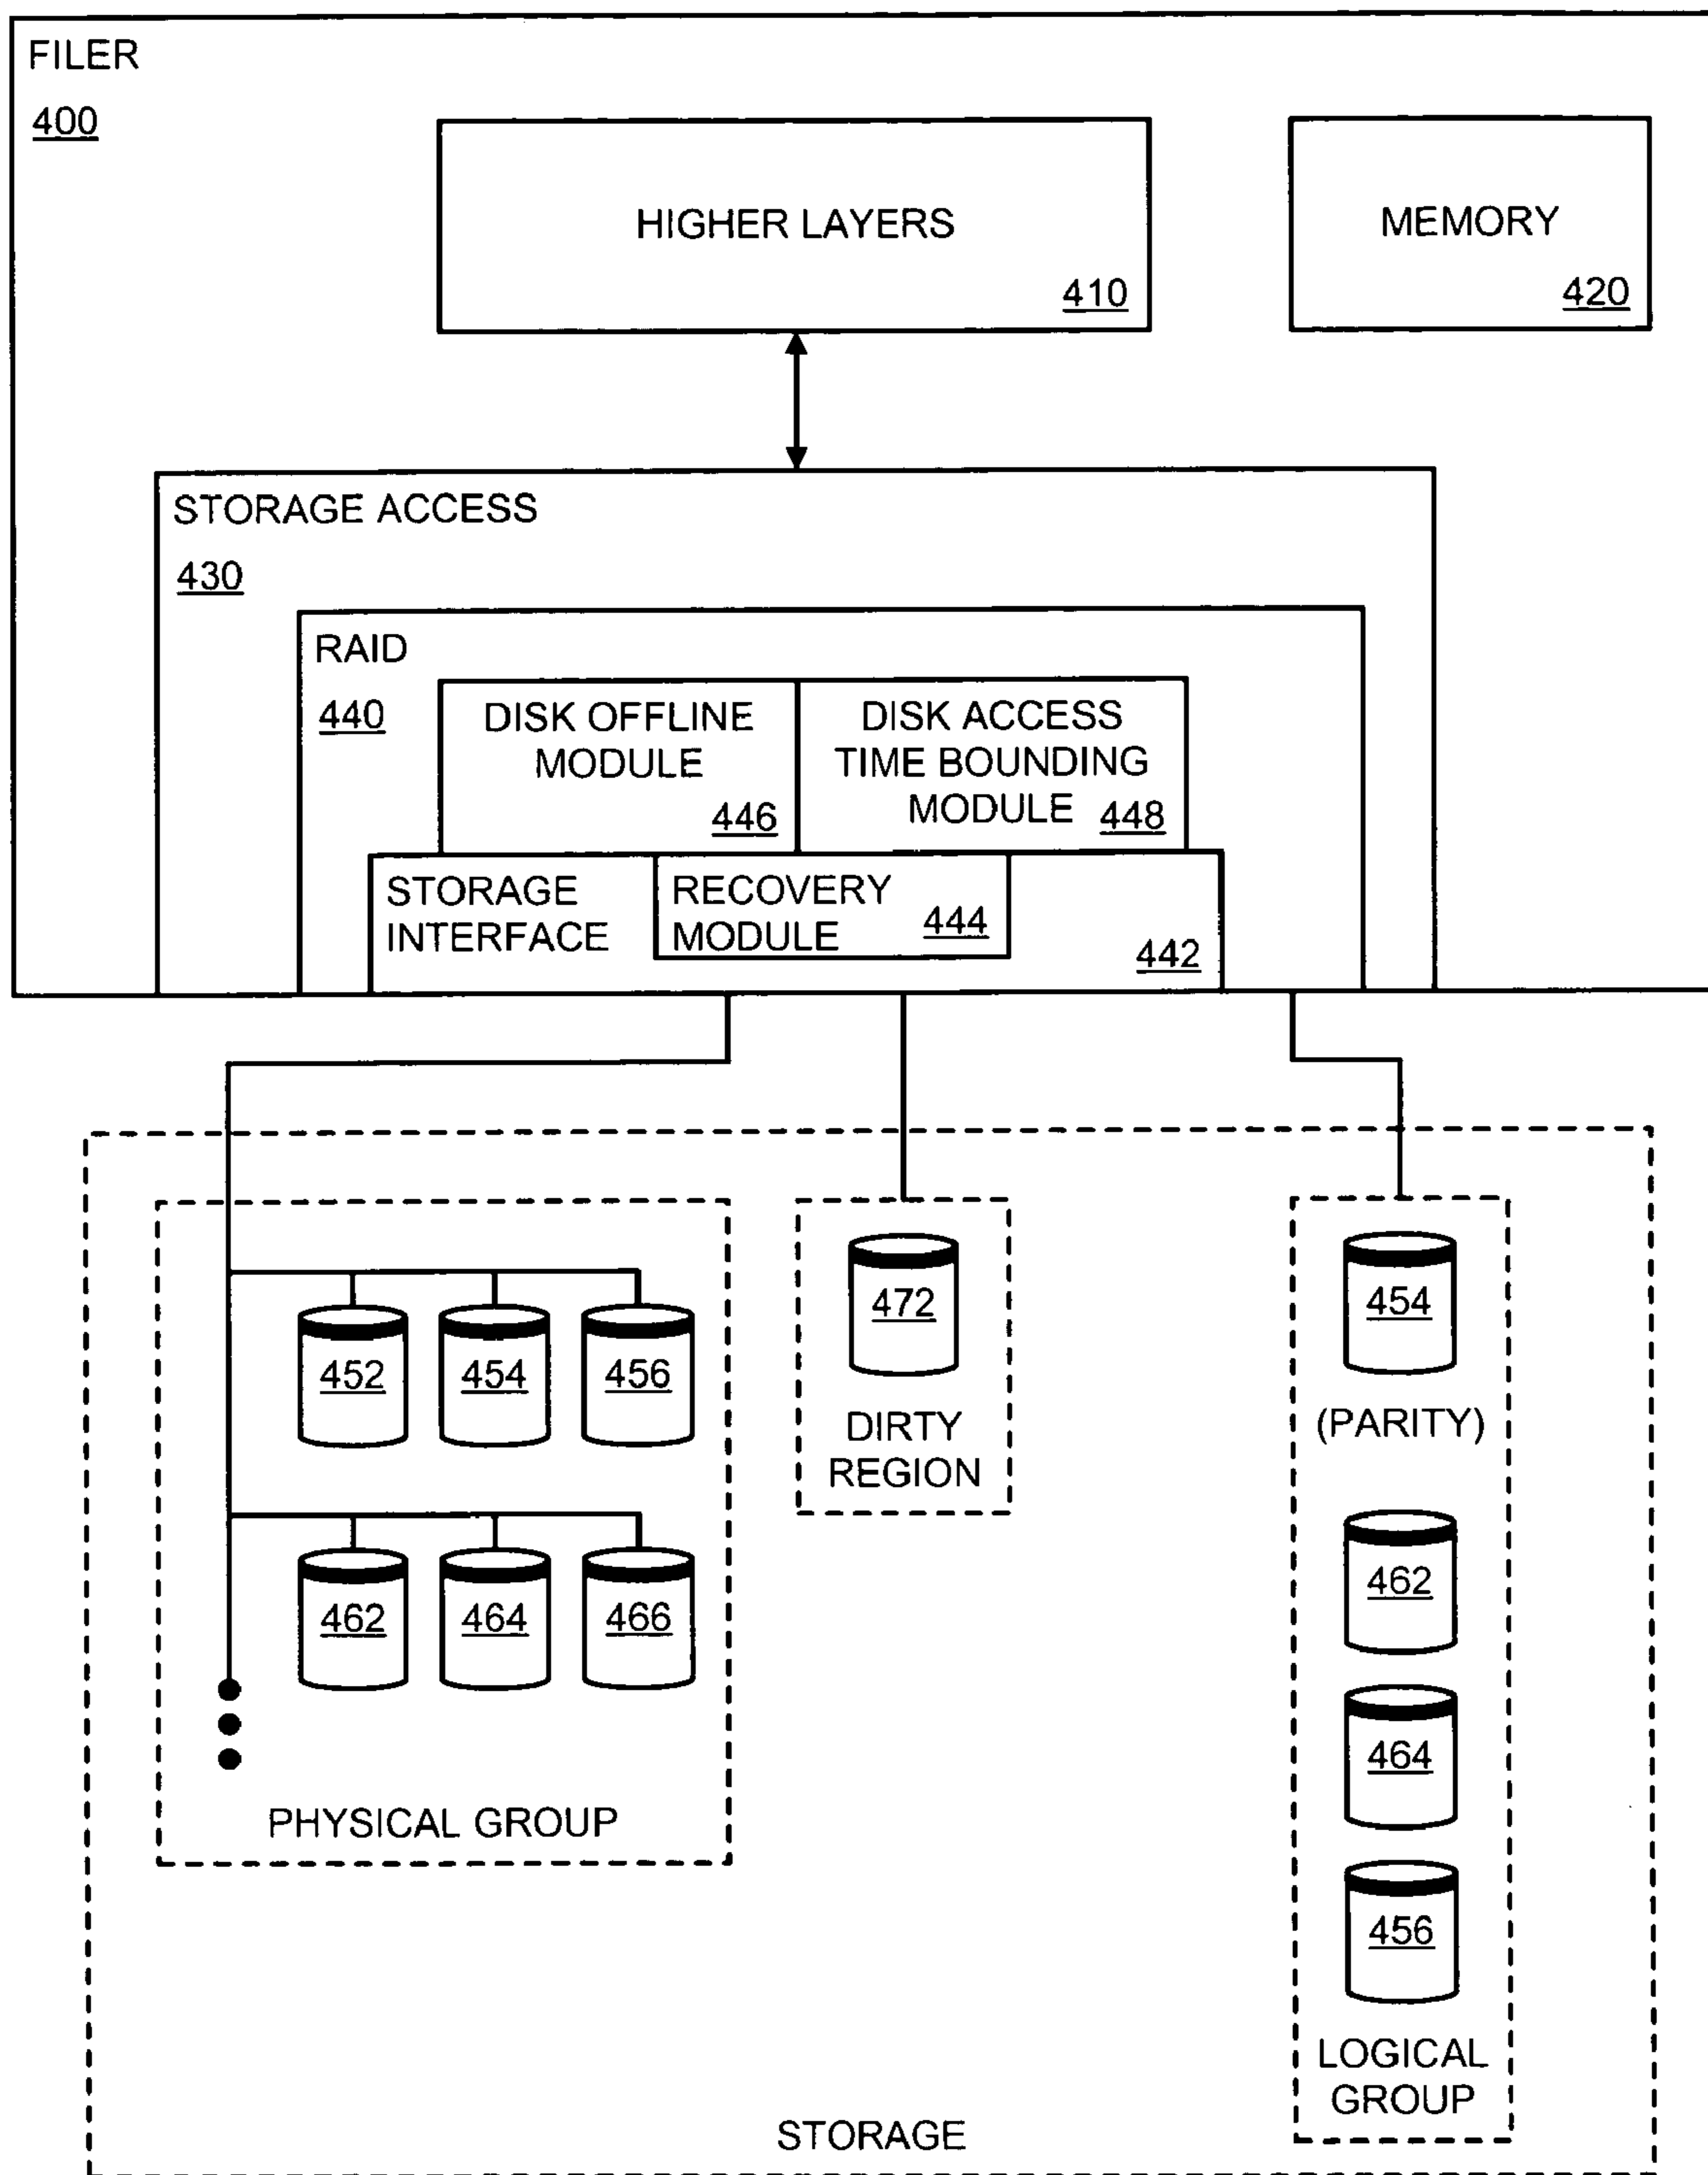 FILER
400
HIGHER LAYERS
410
MEMORY
420
STORAGE ACCESS
430
RAID
440
DISK OFFLINE
MODULE
446
DISK ACCESS
TIME BOUNDING
MODULE
448
STORAGE
INTERFACE
RECOVERY
MODULE
444
442
452
454
456
462
464
466
PHYSICAL GROUP
472
DIRTY
REGION
454
(PARITY)
462
464
456
LOGICAL
GROUP
STORAGE